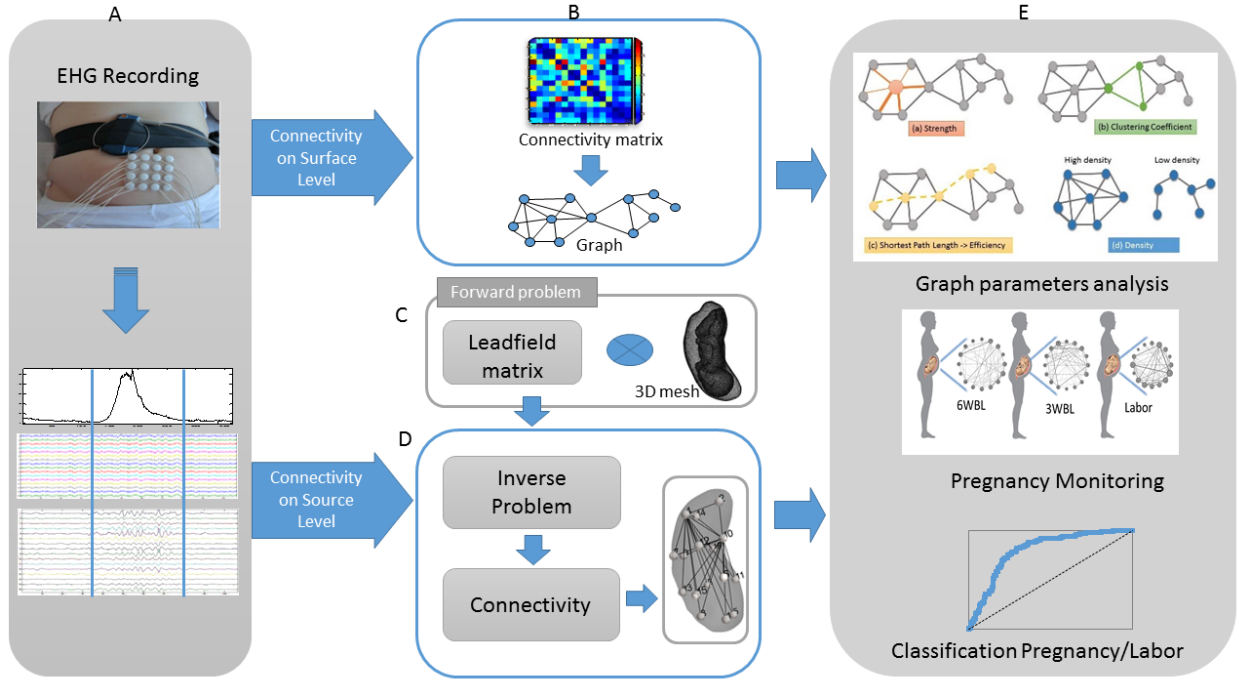 A
EHG Recording
Connectivity
on Surface
Level
Connectivity
on Source
Level
B
Connectivity matrix
Graph
C
Forward problem
Leadfield
matrix
3D mesh
D
Inverse
Problem
Connectivity
E
(a) Strength
(b) Clustering Coefficient
High density
Low density
(c) Shortest Path Length -> Efficiency
(d) Density
Graph parameters analysis
6WBL
3WBL
Labor
Pregnancy Monitoring
Classification Pregnancy/Labor